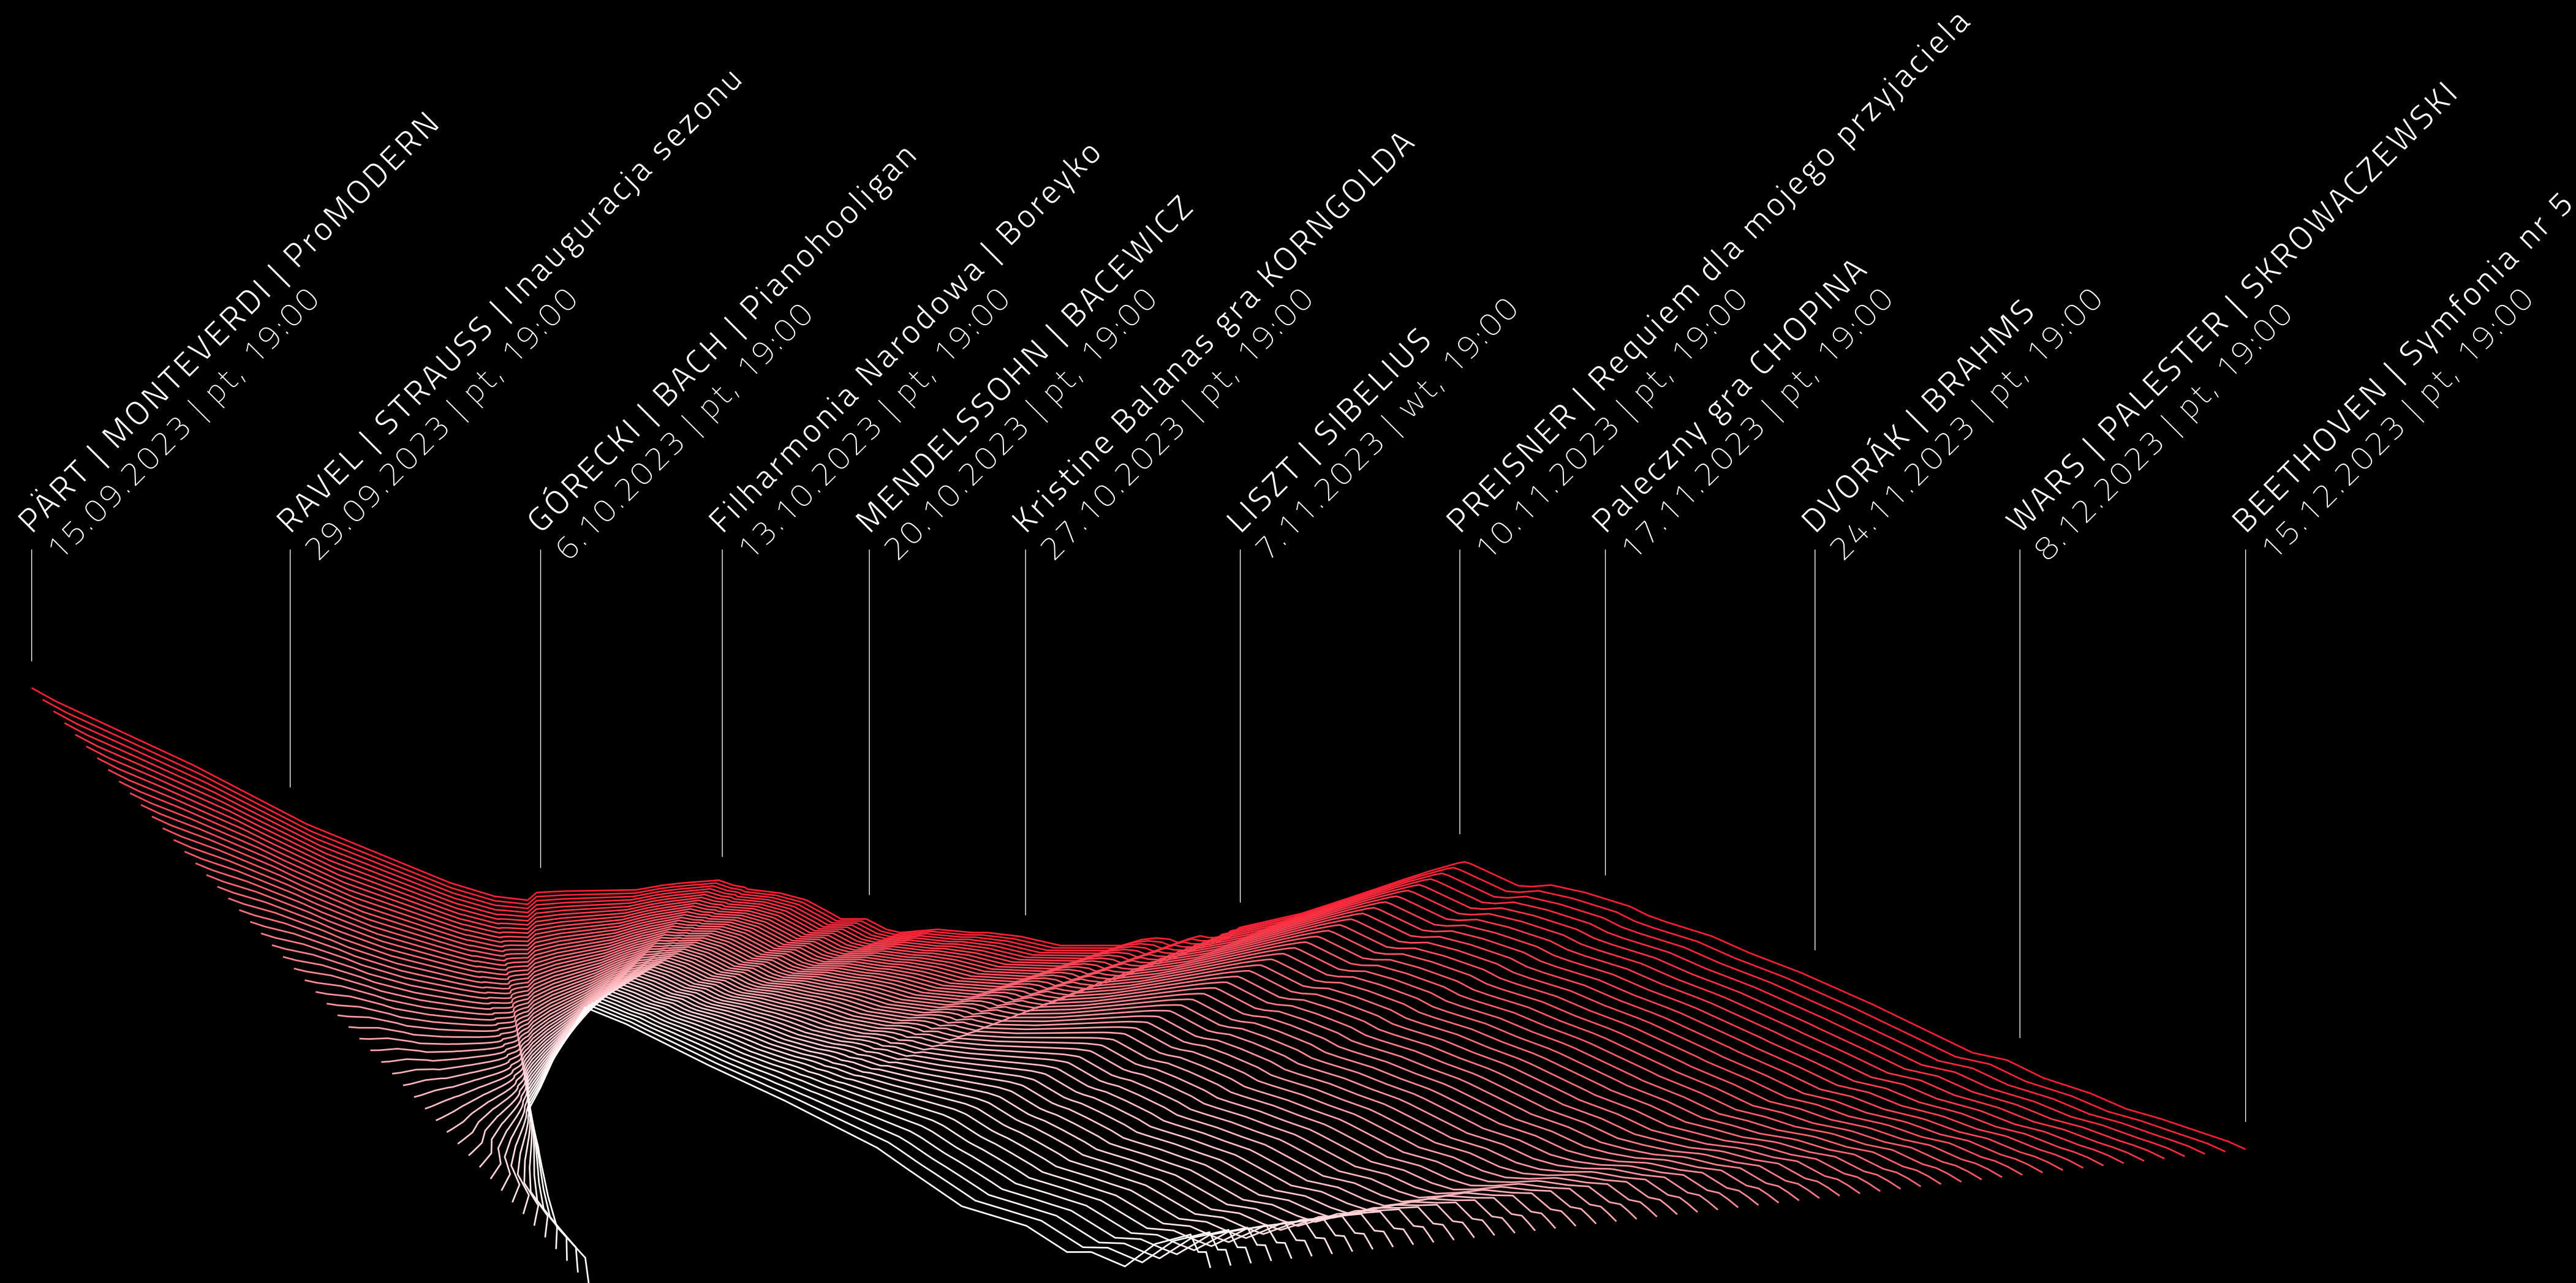 PÄRT | MONTEVERDI | ProMODERN
15.09.2023 | pt, 19:00
RAVEL | STRAUSS | Inauguracja sezonu
29.09.2023 | pt, 19:00
GÓRECKI | BACH | Pianohooligan
6.10.2023 | pt, 19:00
Filharmonia Narodowa | Boreyko
13.10.2023 | pt, 19:00
MENDELSSOHN | BACEWICZ
20.10.2023 | pt, 19:00
Kristine Balanas gra KORNGOLDA
27.10.2023 | pt, 19:00
LISZT | SIBELIUS
7.11.2023 | wt, 19:00
PREISNER | Requiem dla mojego przyjaciela
10.11.2023 | pt, 19:00
Paleczny gra CHOPINA
17.11.2023 | pt, 19:00
DVORÁK | BRAHMS
24.11.2023 | pt, 19:00
WARS | PALESTER | SKROWACZEWSKI
8.12.2023 | pt, 19:00
BEETHOVEN | Symfonia nr 5
15.12.2023 | pt, 19:00